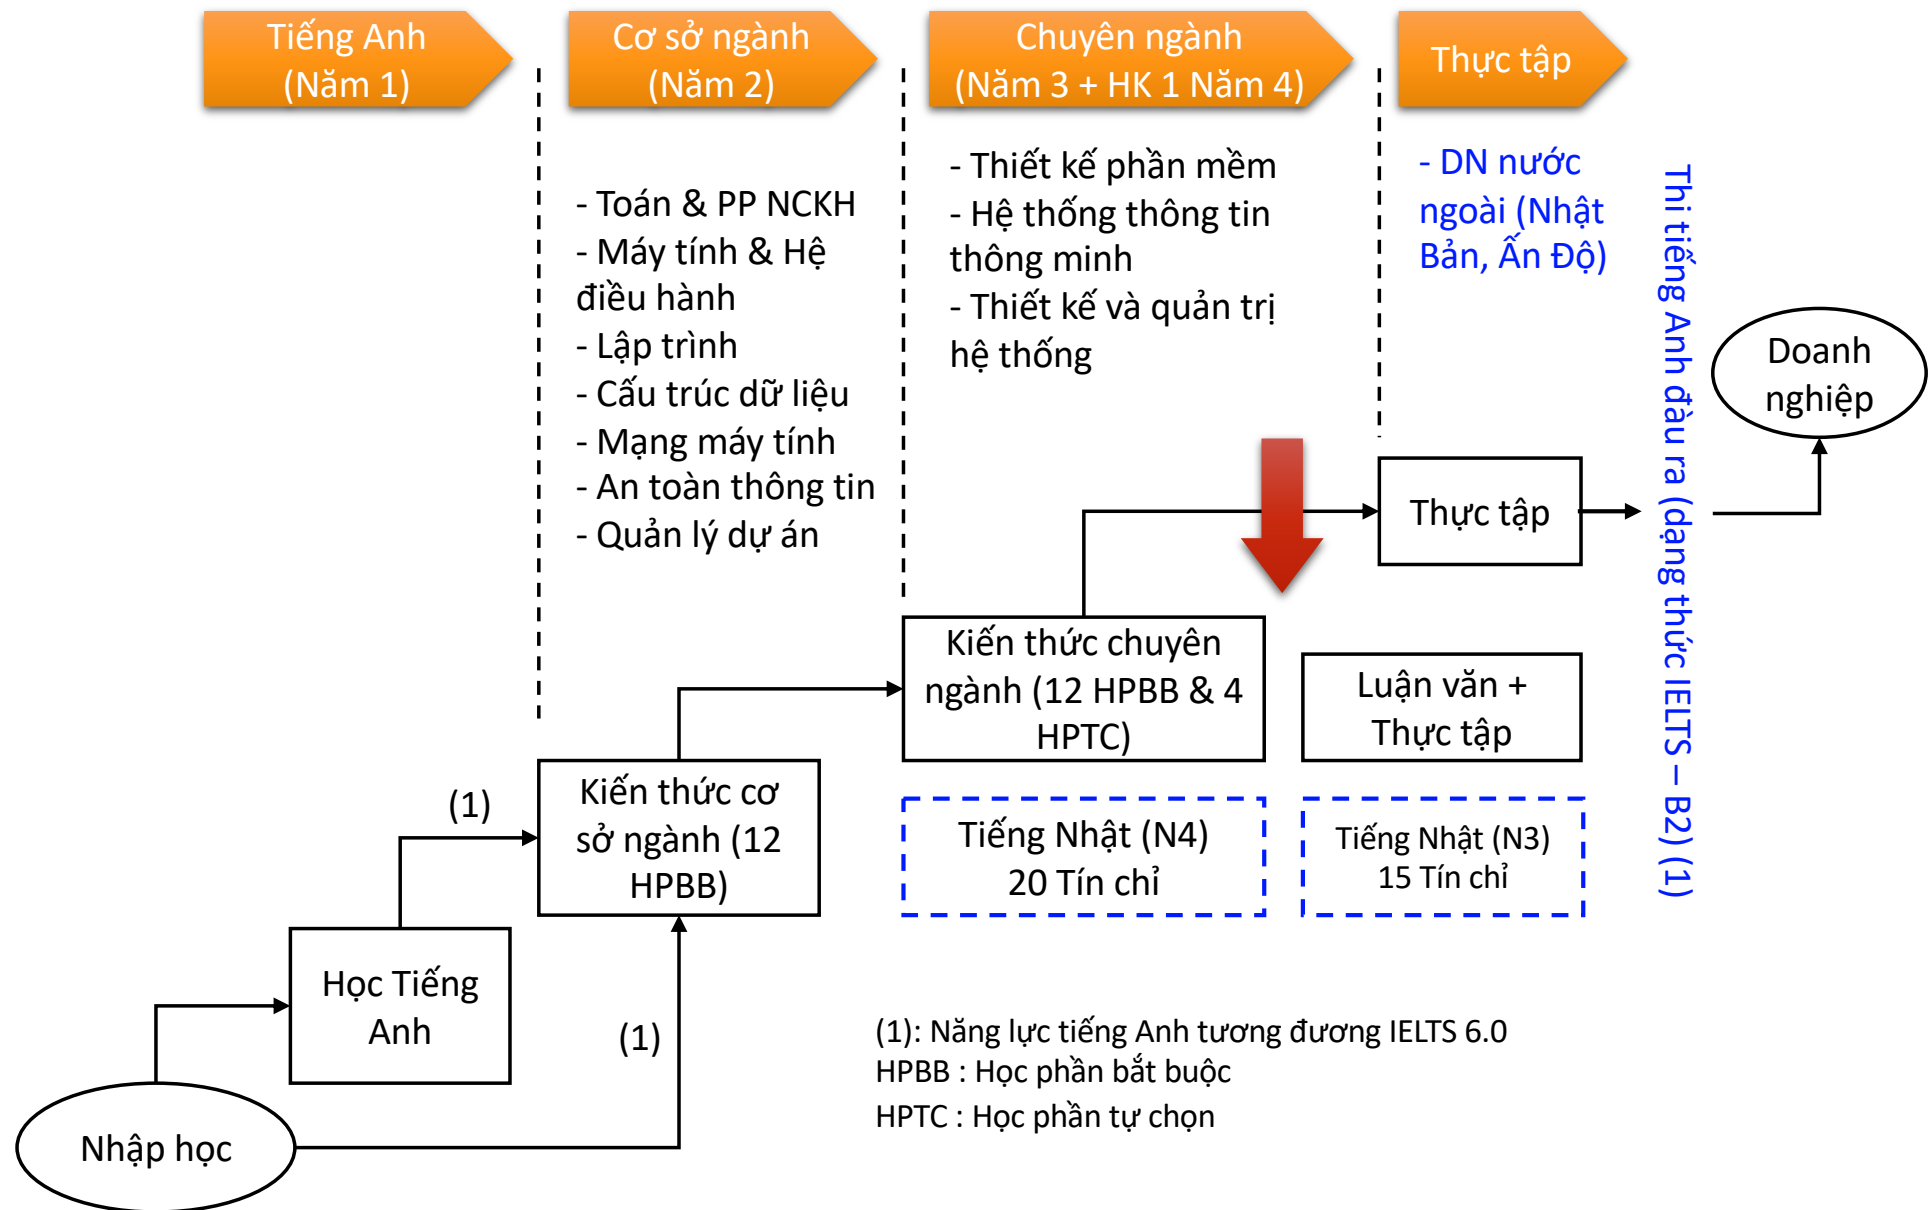 Tiếng Anh
(Năm 1)
Cơ sở ngành
(Năm 2)
Chuyên ngành
(Năm 3 + HK 1 Năm 4)
Thực tập
- Toán & PP NCKH
- Máy tính & Hệ
điều hành
- Lập trình
- Cấu trúc dữ liệu
- Mạng máy tính
- An toàn thông tin
- Quản lý dự án
- Thiết kế phần mềm
- Hệ thống thông tin
thông minh
- Thiết kế và quản trị
hệ thống
- DN nước
ngoài (Nhật
Bản, Ấn Độ)
Thi tiếng Anh đàu ra (dạng thức IELTS – B2) (1)
Doanh
nghiệp
Thực tập
Kiến thức chuyên
ngành (12 HPBB & 4
HPTC)
Luận văn +
Thực tập
(1)
Kiến thức cơ
sở ngành (12
HPBB)
Tiếng Nhật (N4)
20 Tín chỉ
Tiếng Nhật (N3)
15 Tín chỉ
Học Tiếng
Anh
(1)
Nhập học
(1): Năng lực tiếng Anh tương đương IELTS 6.0
HPBB : Học phần bắt buộc
HPTC : Học phần tự chọn